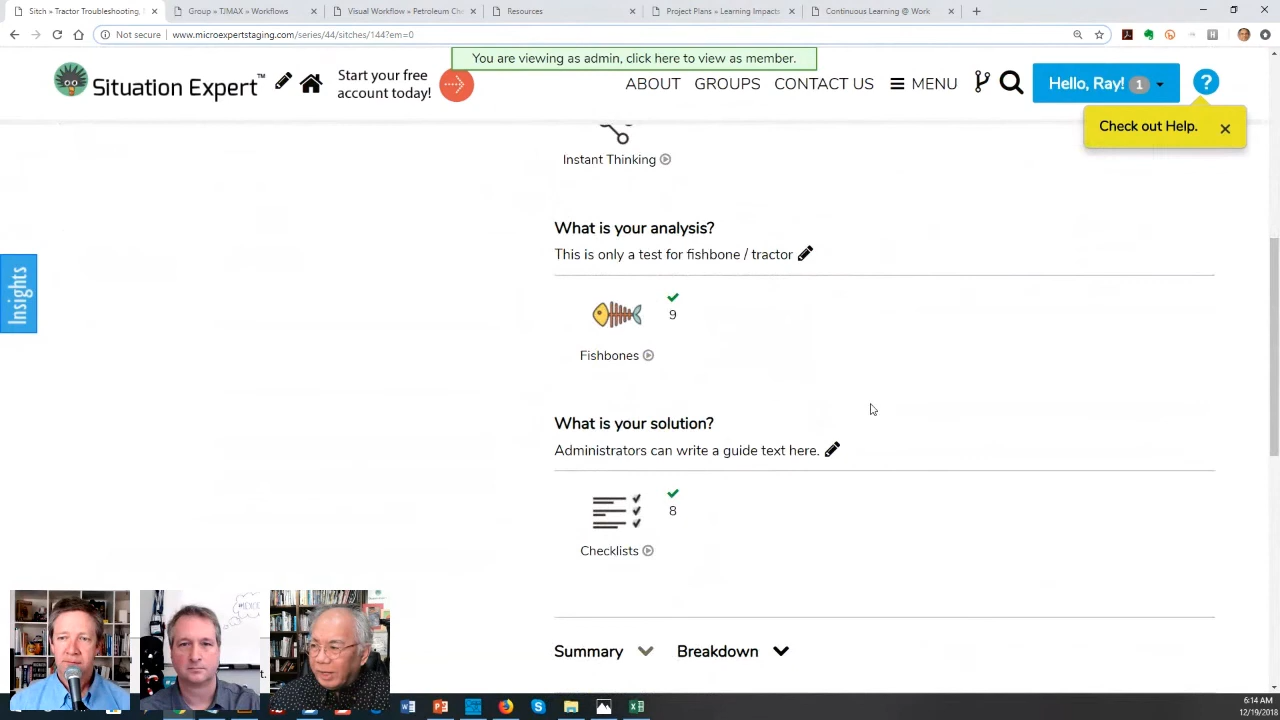 Sitch » Tractor Troubleshooting,
Group » TJMAX » Workflows
Visual Workflow » Petroleum Che
Resources
Project Plans » Learning Impacts
Continuous Learning @ Work
Not secure
www.microexpertstaging.com/series/44/sitches/144?em=0
You are viewing as admin, click here to view as member.
Situation Expert™
Start your free
account today!
ABOUT
GROUPS
CONTACT US
MENU
Hello, Ray! 1
?
Check out Help.
Instant Thinking
Insights
What is your analysis?
This is only a test for fishbone / tractor
9
Fishbones
What is your solution?
Administrators can write a guide text here.
8
Checklists
Summary
Breakdown
6:14 AM
12/19/2018